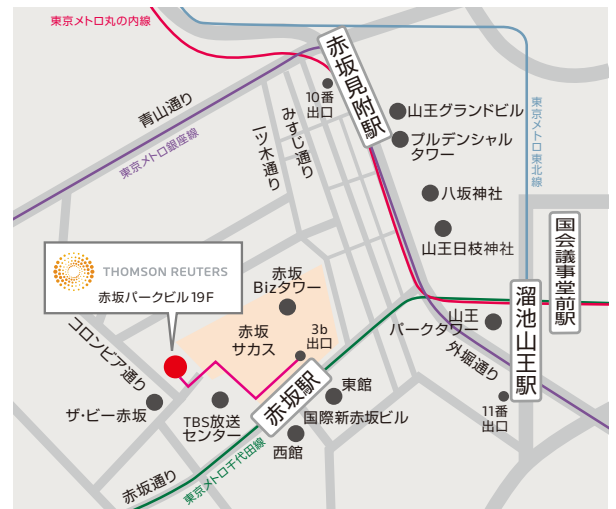 東京メトロ丸の内線
赤坂見附駅
10番
出口
山王グランドビル
プルデンシャル
タワー
東京メトロ東北線
青山通り
東京メトロ銀座線
一ツ木通り
みすじ通り
八坂神社
山王日枝神社
国会議事堂前駅
THOMSON REUTERS
赤坂パークビル19F
赤坂
Bizタワー
赤坂
サカス
3b
出口
山王
パークタワー
溜池山王駅
外堀通り
コロンビア通り
赤坂駅
東館
11番
出口
ザ・ビー赤坂
TBS放送
センター
国際新赤坂ビル
西館
赤坂通り
東京メトロ千代田線